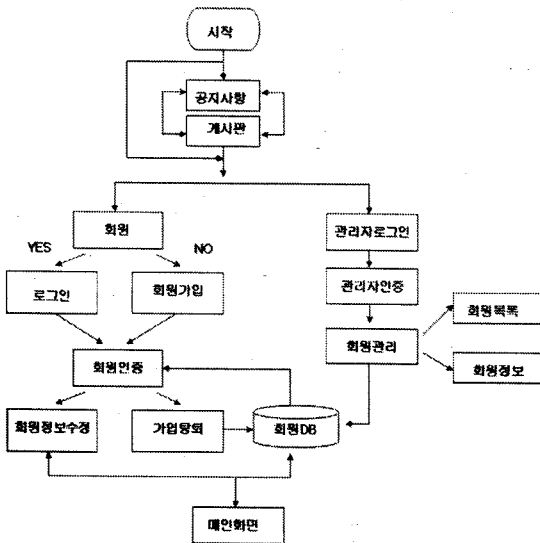 시작
공지사항
게시판
회원
관리자로그인
YES
NO
로그인
회원가입
관리자인증
회원목록
회원관리
회원인증
회원정보
회원정보수정
가입탈퇴
회원DB
메인화면